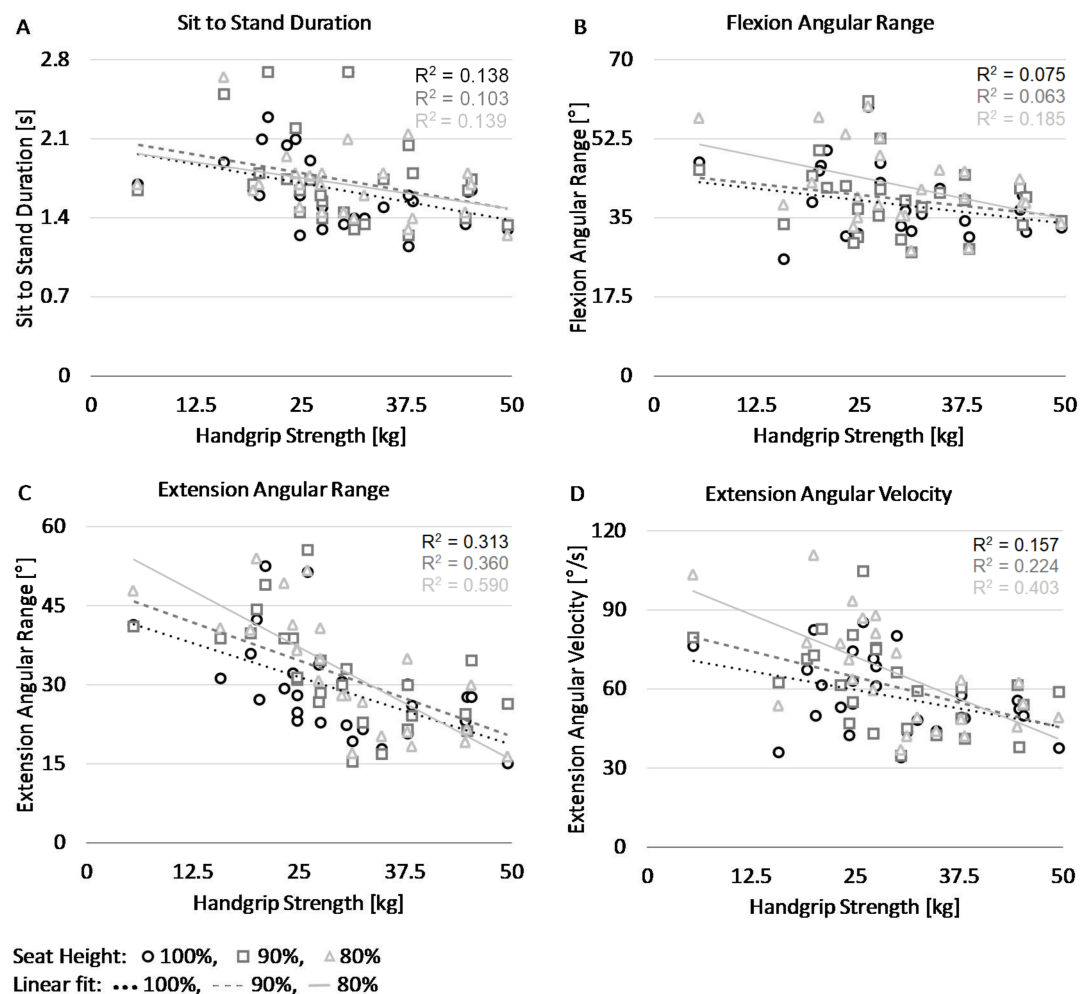 A
Sit to Stand Duration
2.8
2.1
1.4
0.7
0
R² = 0.138
R² = 0.103
R² = 0.139
Sit to Stand Duration [s]
0 12.5 25 37.5 50
Handgrip Strength [kg]
B
Flexion Angular Range
70
52.5
35
17.5
0
R² = 0.075
R² = 0.063
R² = 0.185
Flexion Angular Range [°]
0 12.5 25 37.5 50
Handgrip Strength [kg]
C
Extension Angular Range
60
45
30
15
0
R² = 0.313
R² = 0.360
R² = 0.590
Extension Angular Range [°]
0 12.5 25 37.5 50
Handgrip Strength [kg]
D
Extension Angular Velocity
120
90
60
30
0
R² = 0.157
R² = 0.224
R² = 0.403
Extension Angular Velocity [°/s]
0 12.5 25 37.5 50
Handgrip Strength [kg]
Seat Height: 100%, 90%, 80%
Linear fit: 100%, 90%, 80%